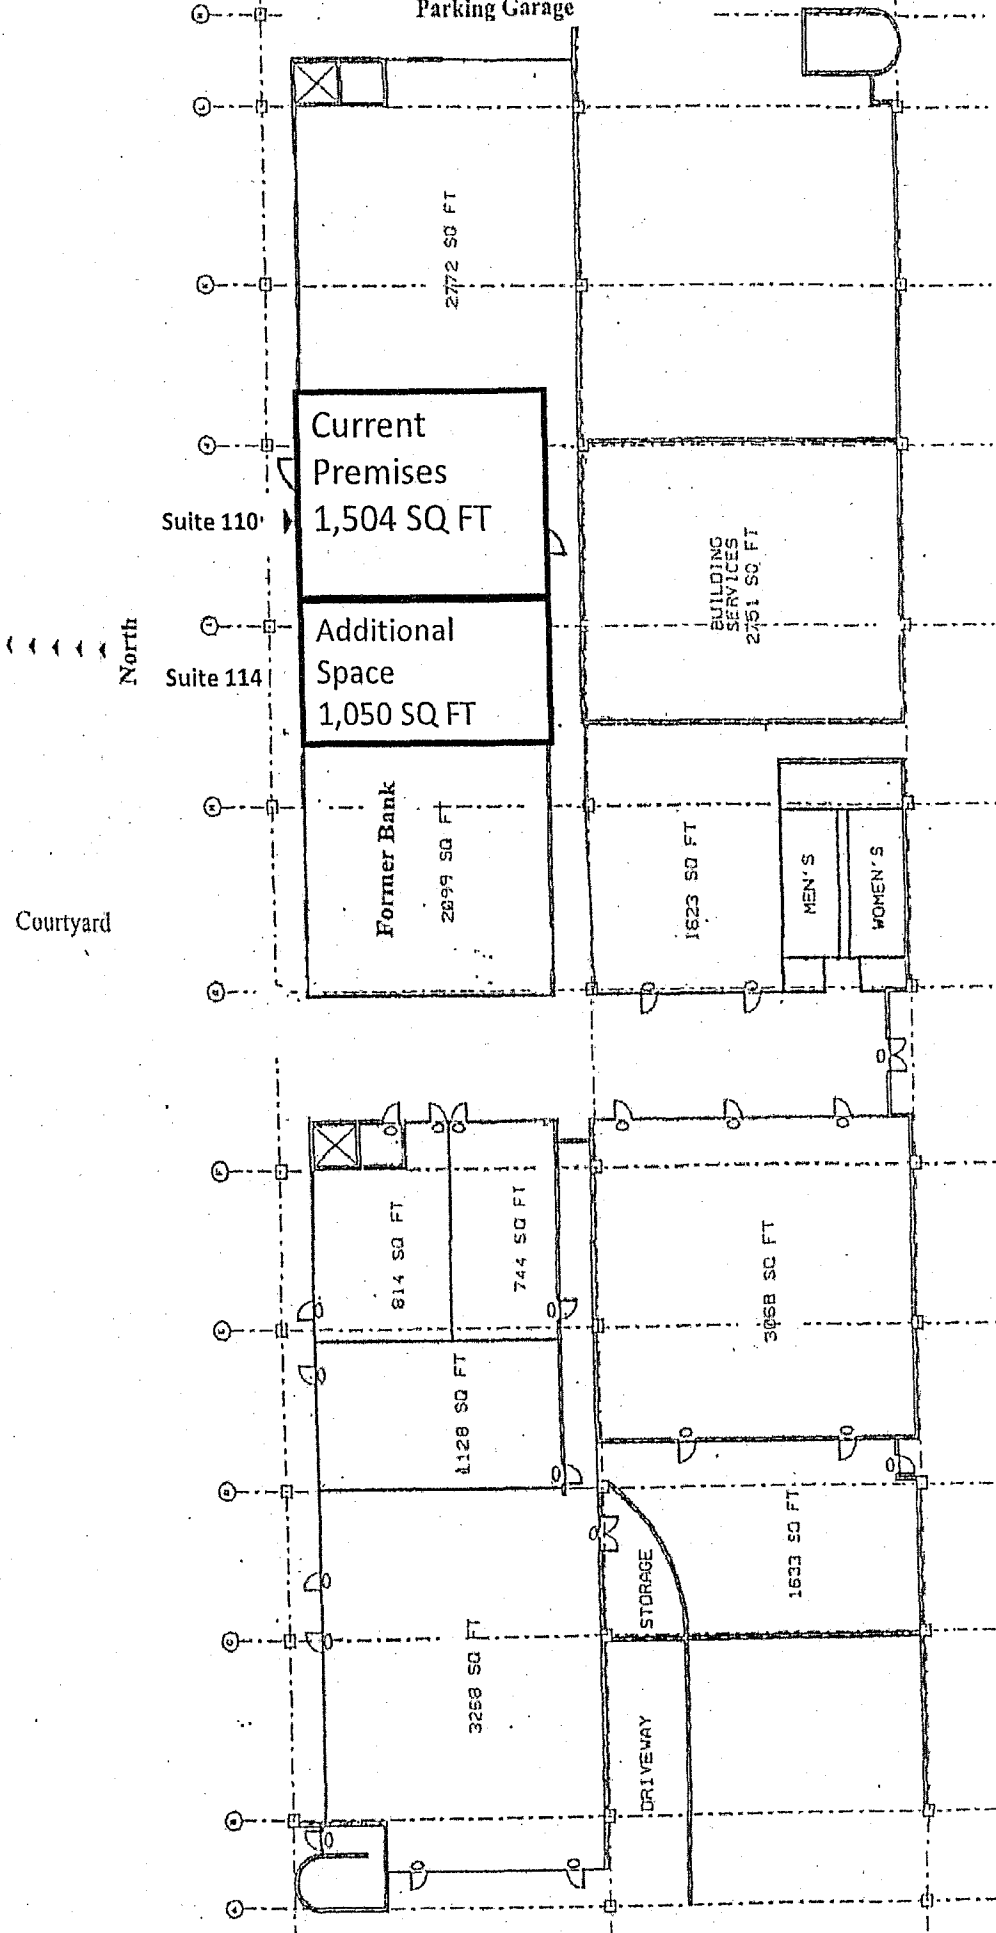 Parking Garage
2772 SQ FT
Current
Premises
1,504 SQ FT
Suite 110
BUILDING
SERVICES
2751 SQ FT
North
Additional
Space
1,050 SQ FT
Suite 114
Former Bank
2099 SQ FT
1623 SQ FT
MEN'S
WOMEN'S
Courtyard
814 SQ FT
744 SQ FT
3068 SQ FT
1128 SQ FT
1633 SQ FT
STORAGE
3258 SQ FT
DRIVEWAY